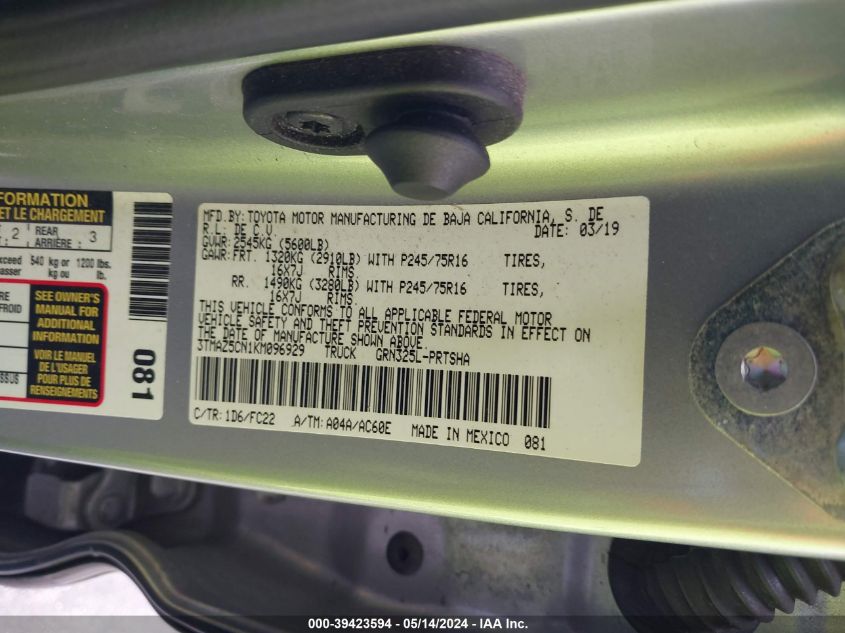 FORMATION
ET LE CHARGEMENT
2 REAR 3
ARRIÈRE:
exceed 540 kg or 1200 lbs.
kg ou lb.
SEE OWNER'S
MANUAL FOR
ADDITIONAL
INFORMATION
VOIR LE MANUEL
DE L'USAGER
POUR PLUS DE
RENSEIGNEMENTS
081
MFD.BY: TOYOTA MOTOR MANUFACTURING DE BAJA CALIFORNIA, S. DE
R.L. DE C.V. DATE: 03/19
GVWR: 2545KG (5600LB)
GAWR: FRT. 1320KG (2910LB) WITH P245/75R16 TIRES,
16X7J RIMS
RR. 1490KG (3280LB) WITH P245/75R16 TIRES,
16X7J RIMS.
THIS VEHICLE CONFORMS TO ALL APPLICABLE FEDERAL MOTOR
VEHICLE SAFETY AND THEFT PREVENTION STANDARDS IN EFFECT ON
THE DATE OF MANUFACTURE SHOWN ABOVE.
3TMAZ5CN1KM096929 TRUCK GRN325L-PRTSHA
C/TR: 1D6/FC22 A/TM: A04A/AC60E MADE IN MEXICO 081
000-39423594 - 05/14/2024 - IAA Inc.